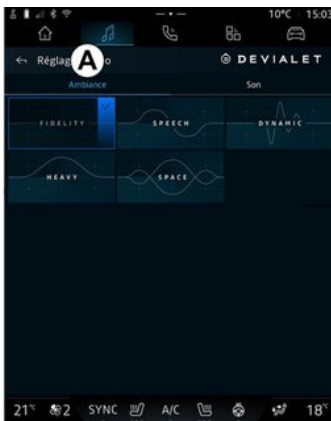 10°C 15:03
Réglag A o DEVIALET
Ambiance Son
FIDELITY SPEECH DYNAMIC
HEAVY SPACE
21°C 2 SYNC A/C 18°C